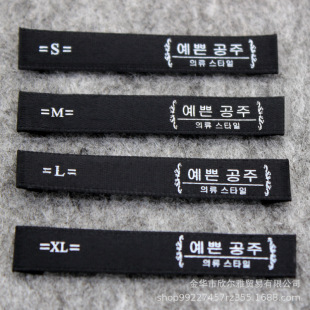 =S=
예쁜 공주
의류 스타일
=M=
예쁜 공주
의류 스타일
=L=
예쁜 공주
의류 스타일
=XL=
예쁜 공주
의류 스타일
金华市欣尔雅贸易有限公司